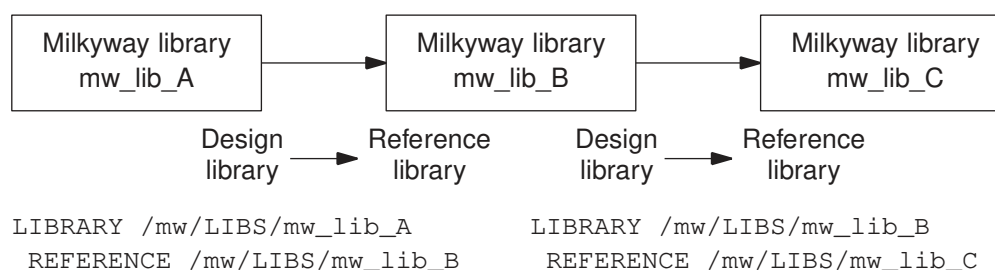 Milkyway library
mw_lib_A
Milkyway library
mw_lib_B
Milkyway library
mw_lib_C
Design
library
Reference
library
Design
library
Reference
library
LIBRARY /mw/LIBS/mw_lib_A
REFERENCE /mw/LIBS/mw_lib_B
LIBRARY /mw/LIBS/mw_lib_B
REFERENCE /mw/LIBS/mw_lib_C